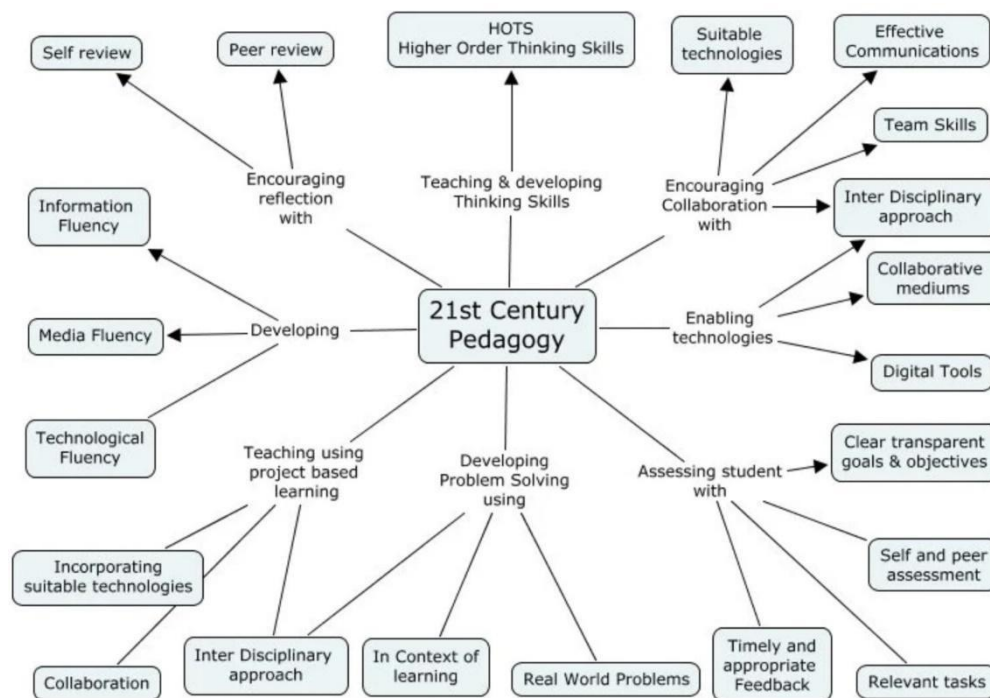 HOTS
Higher Order Thinking Skills
Self review
Peer review
Suitable
technologies
Effective
Communications
Team Skills
Encouraging
reflection
with
Teaching & developing
Thinking Skills
Encouraging
Collaboration
with
Inter Disciplinary
approach
Information
Fluency
Collaborative
mediums
21st Century
Pedagogy
Media Fluency
Developing
Enabling
technologies
Digital Tools
Technological
Fluency
Teaching using
project based
learning
Developing
Problem Solving
using
Assessing student
with
Clear transparent
goals & objectives
Incorporating
suitable technologies
Self and peer
assessment
Collaboration
Inter Disciplinary
approach
In Context of
learning
Real World Problems
Timely and
appropriate
Feedback
Relevant tasks